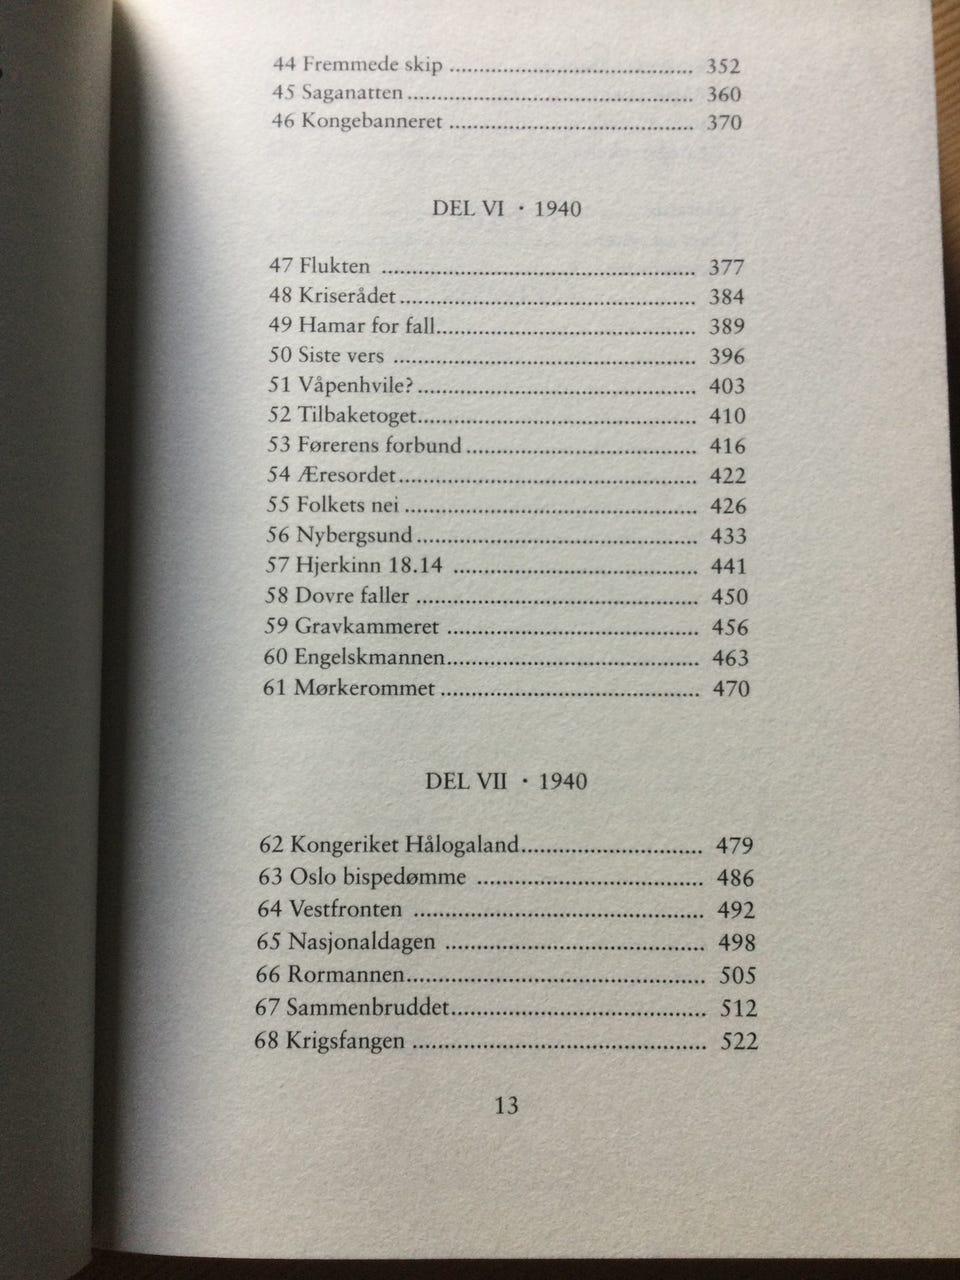 44 Fremmede skip ........................................ 352
45 Saganatten ............................................. 360
46 Kongebanneret ....................................... 370
DEL VI • 1940
47 Flukten .................................................. 377
48 Kriserådet ............................................... 384
49 Hamar for fall......................................... 389
50 Siste vers ................................................ 396
51 Våpenhvile? ............................................ 403
52 Tilbaketoget............................................ 410
53 Førerens forbund ..................................... 416
54 Æresordet............................................... 422
55 Folkets nei .............................................. 426
56 Nybergsund ............................................ 433
57 Hjerkinn 18.14 ....................................... 441
58 Dovre faller ............................................. 450
59 Gravkammeret ........................................ 456
60 Engelskmannen........................................ 463
61 Mørkerommet ......................................... 470
DEL VII • 1940
62 Kongeriket Hålogaland............................. 479
63 Oslo bispedømme .................................... 486
64 Vestfronten .............................................. 492
65 Nasjonaldagen ......................................... 498
66 Rormannen............................................... 505
67 Sammenbruddet........................................ 512
68 Krigsfangen .............................................. 522
13